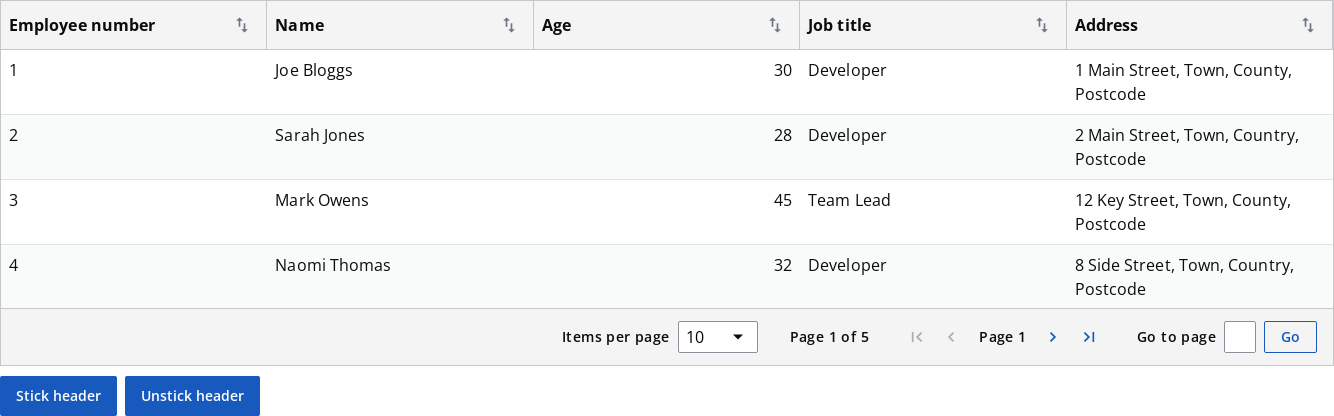 Employee number Name Age Job title Address
1 Joe Bloggs 30 Developer 1 Main Street, Town, County,
Postcode
2 Sarah Jones 28 Developer 2 Main Street, Town, Country,
Postcode
3 Mark Owens 45 Team Lead 12 Key Street, Town, County,
Postcode
4 Naomi Thomas 32 Developer 8 Side Street, Town, Country,
Postcode
Items per page 10 Page 1 of 5 Page 1 Go to page Go
Stick header Unstick header